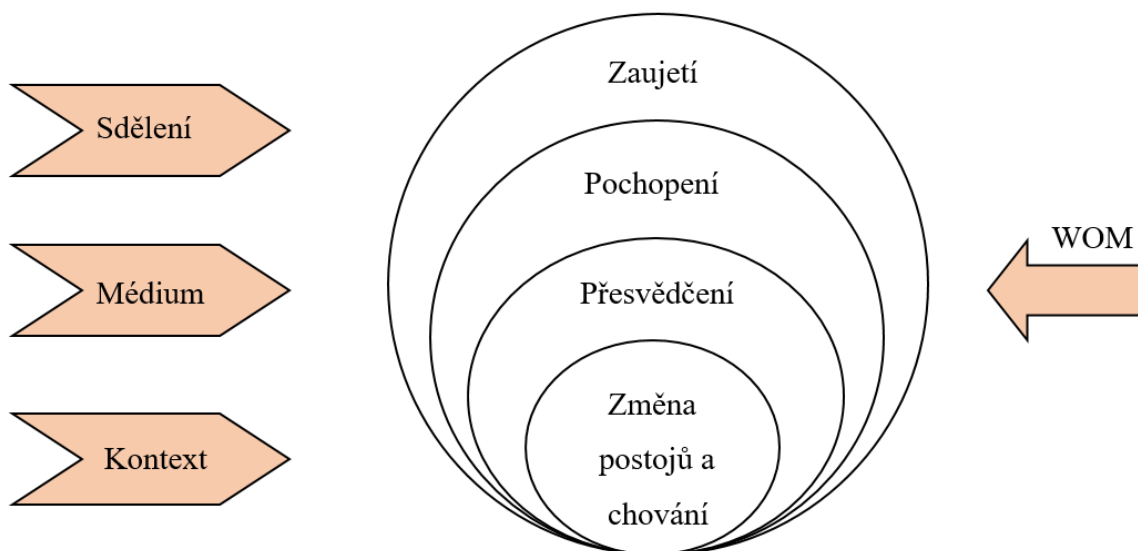 Sdělení
Médium
Kontext
Zaujetí
Pochopení
Přesvědčení
Změna
postojů a
chování
WOM